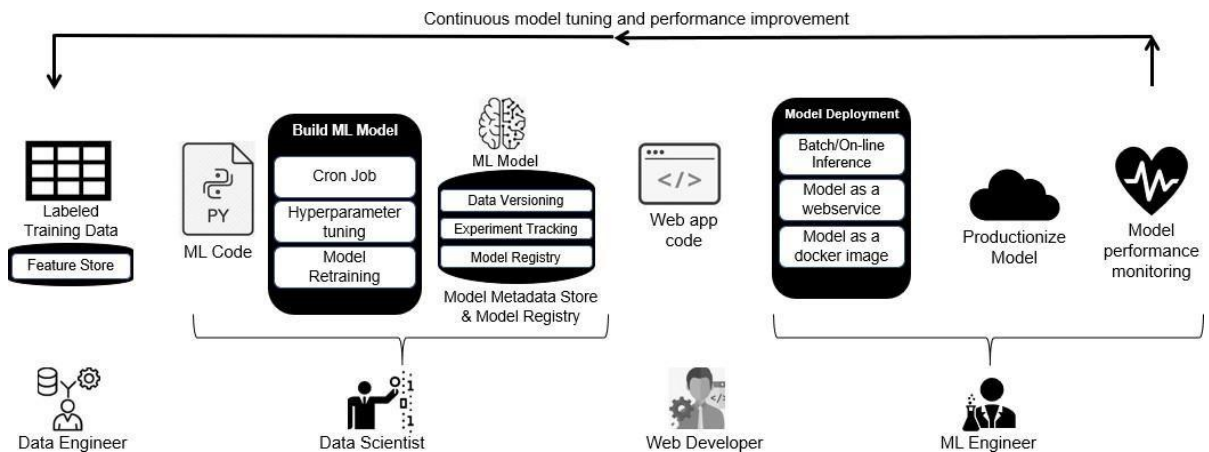 Continuous model tuning and performance improvement
Labeled
Training Data
Feature Store
PY
ML Code
Build ML Model
Cron Job
Hyperparameter
tuning
Model
Retraining
ML Model
Data Versioning
Experiment Tracking
Model Registry
Model Metadata Store
& Model Registry
</>
Web app
code
Model Deployment
Batch/On-line
Inference
Model as a
webservice
Model as a
docker image
Productionize
Model
Model
performance
monitoring
Data Engineer
1
0
1
Data Scientist
</>
Web Developer
ML Engineer